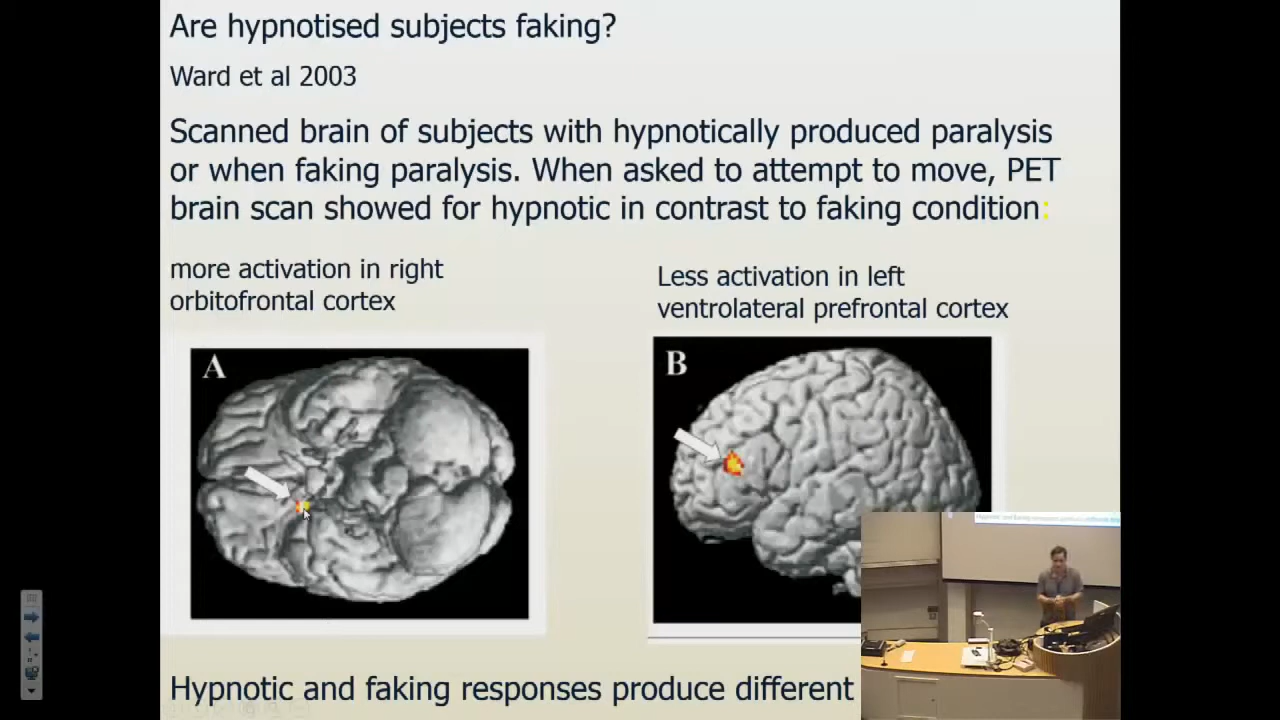 Are hypnotised subjects faking?
Ward et al 2003
Scanned brain of subjects with hypnotically produced paralysis
or when faking paralysis. When asked to attempt to move, PET
brain scan showed for hypnotic in contrast to faking condition:
more activation in right
orbitofrontal cortex
Less activation in left
ventrolateral prefrontal cortex
A
B
Hypnotic and faking responses produce different